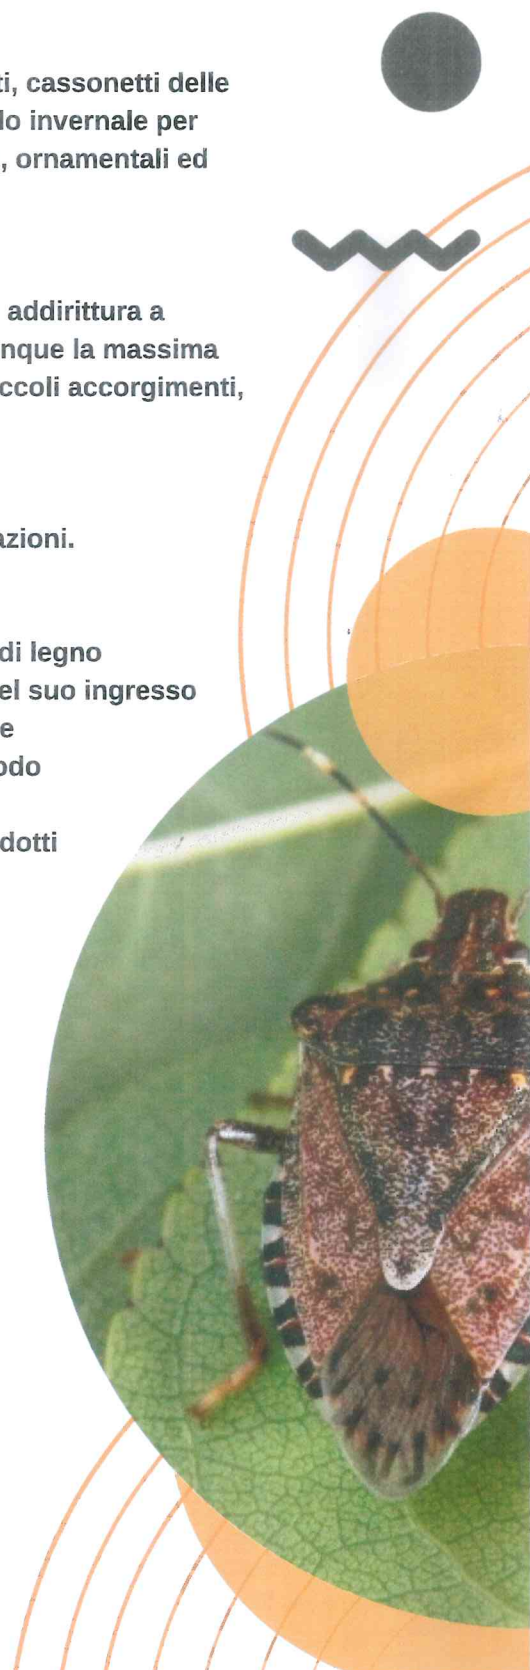 ti, cassonetti delle
lo invernale per
, ornamentali ed
addirittura a
nque la massima
ccoli accorgimenti,
azioni.
di legno
el suo ingresso
e
odo
dotti